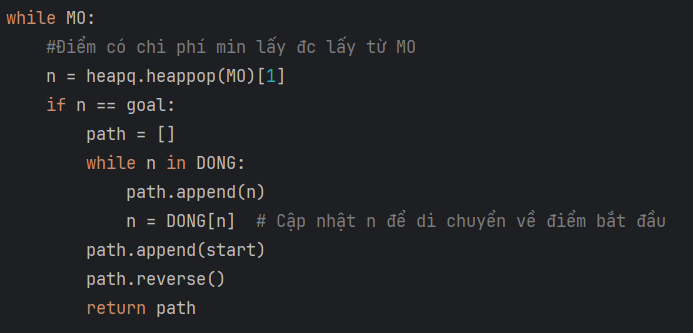 while MO:
    #Điểm có chi phí min lấy đc lấy từ MO
    n = heapq.heappop(MO)[1]
    if n == goal:
        path = []
        while n in DONG:
            path.append(n)
            n = DONG[n]  # Cập nhật n để di chuyển về điểm bắt đầu
        path.append(start)
        path.reverse()
        return path